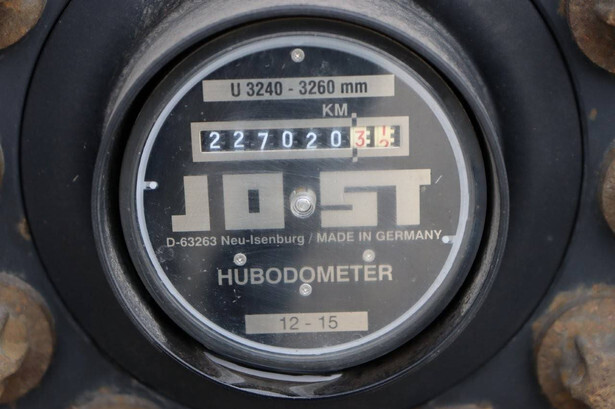 U 3240 - 3260 mm
KM
2270203
JOST
D-63263 Neu-Isenburg / MADE IN GERMANY
HUBODOMETER
12 - 15